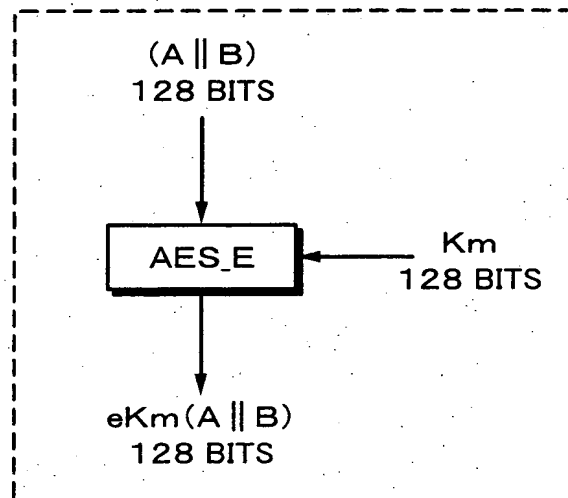 (A || B)
128 BITS
AES_E
Km
128 BITS
eKm(A || B)
128 BITS